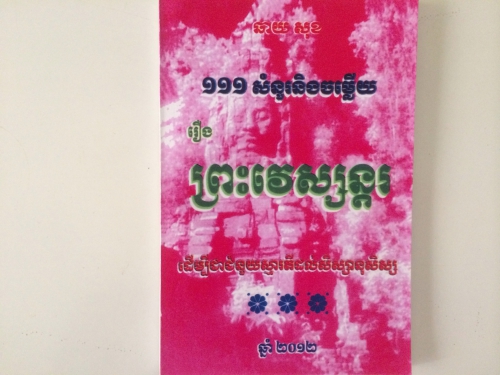 ឆាយ សុខ
១១១ សំនួរនិងចម្លើយ
រឿង
ព្រះវេស្សន្តរ
ដើម្បីជាជំនួយស្មារតីដល់សិស្សានុសិស្ស
ឆ្នាំ ២០១២